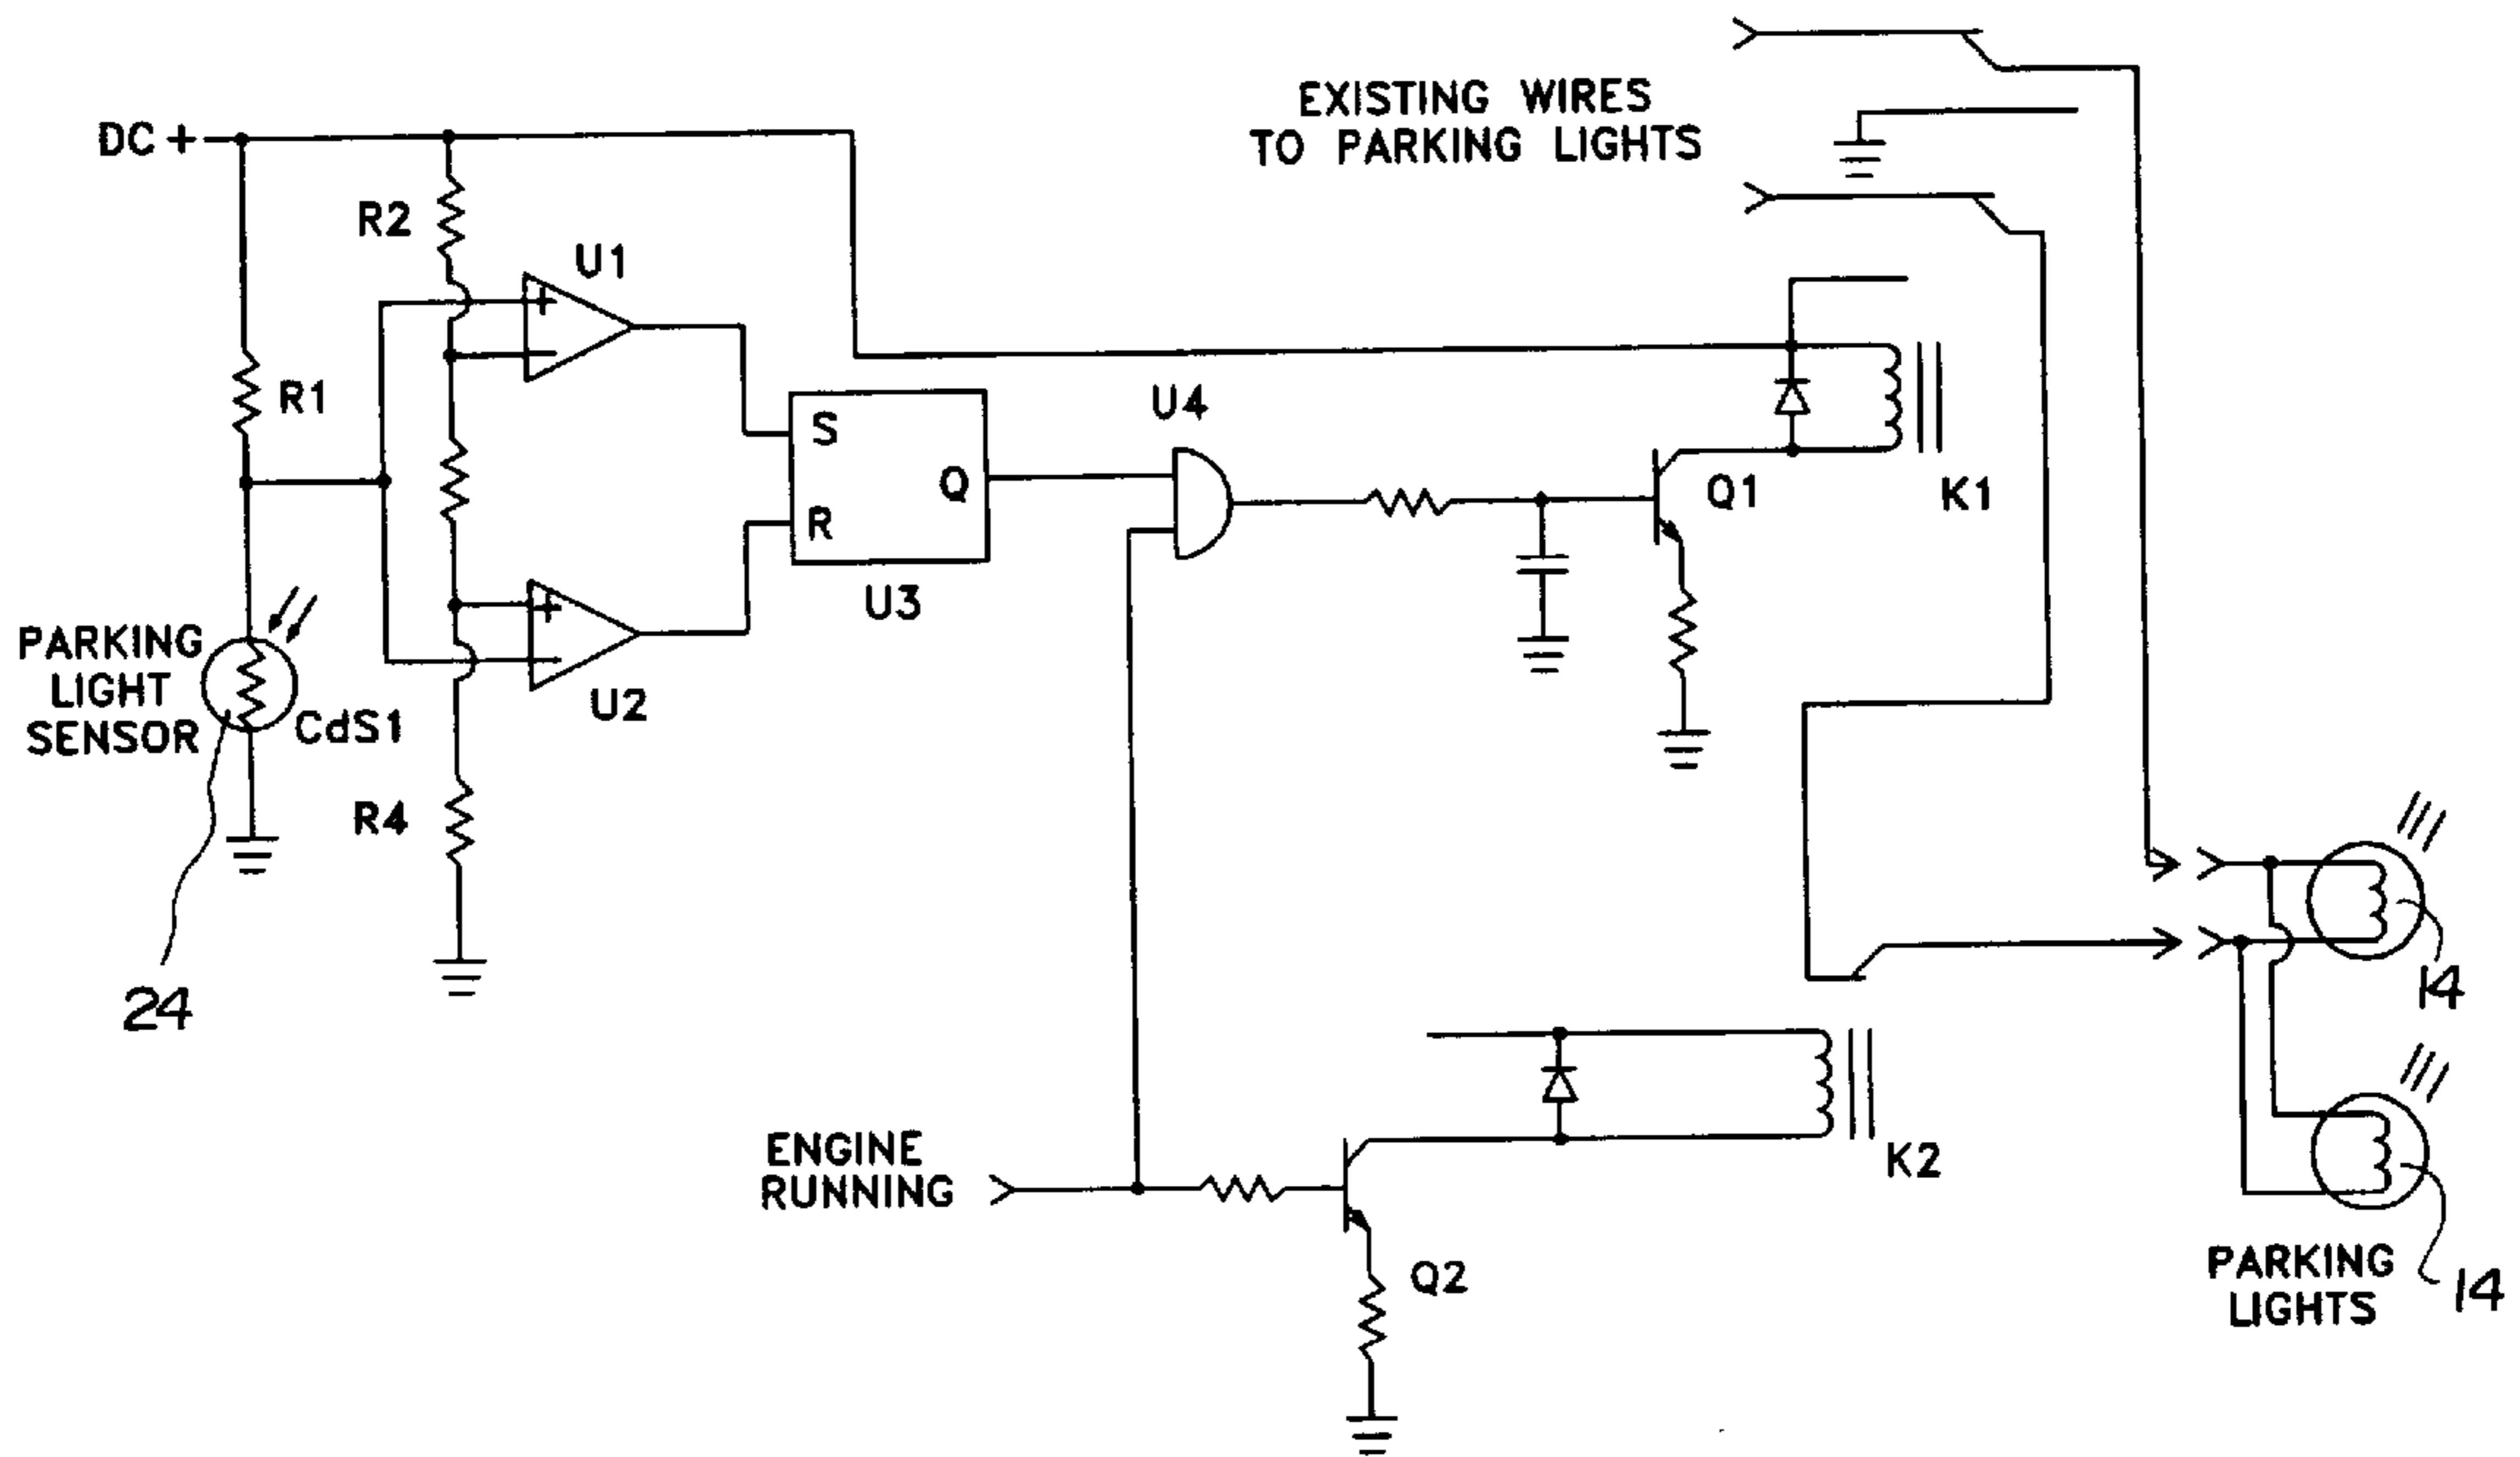 EXISTING WIRES
TO PARKING LIGHTS
DC +
R2
U1
+
−
R1
S
R
Q
U3
U4
Q1
K1
PARKING
LIGHT
SENSOR
CdS1
+
−
U2
R4
24
14
ENGINE
RUNNING
K2
Q2
PARKING
LIGHTS
14